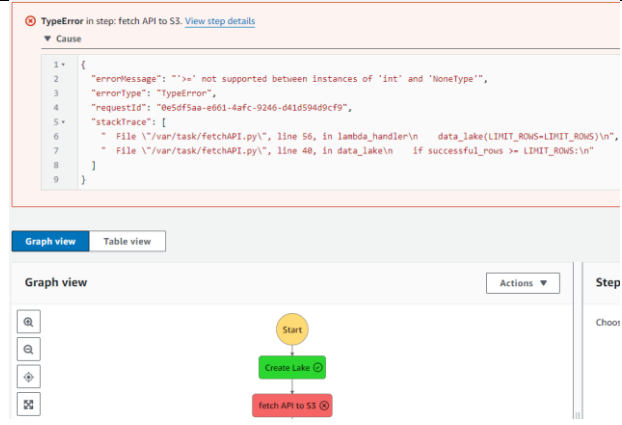 TypeError in step: fetch API to S3. View step details
▼ Cause
1 {
2 "errorMessage": "'>=' not supported between instances of 'int' and 'NoneType'",
3 "errorType": "TypeError",
4 "requestId": "0e5df5aa-e661-4afc-9246-d41d594d9cf9",
5 "stackTrace": [
6 " File \"/var/task/fetchAPI.py\", line 56, in lambda_handler\n data_lake(LIMIT_ROWS=LIMIT_ROWS)\n",
7 " File \"/var/task/fetchAPI.py\", line 40, in data_lake\n if successful_rows >= LIMIT_ROWS:\n"
8 ]
9 }
Graph view Table view
Graph view Actions ▼ Step
Choos
Start
Create Lake
fetch API to S3